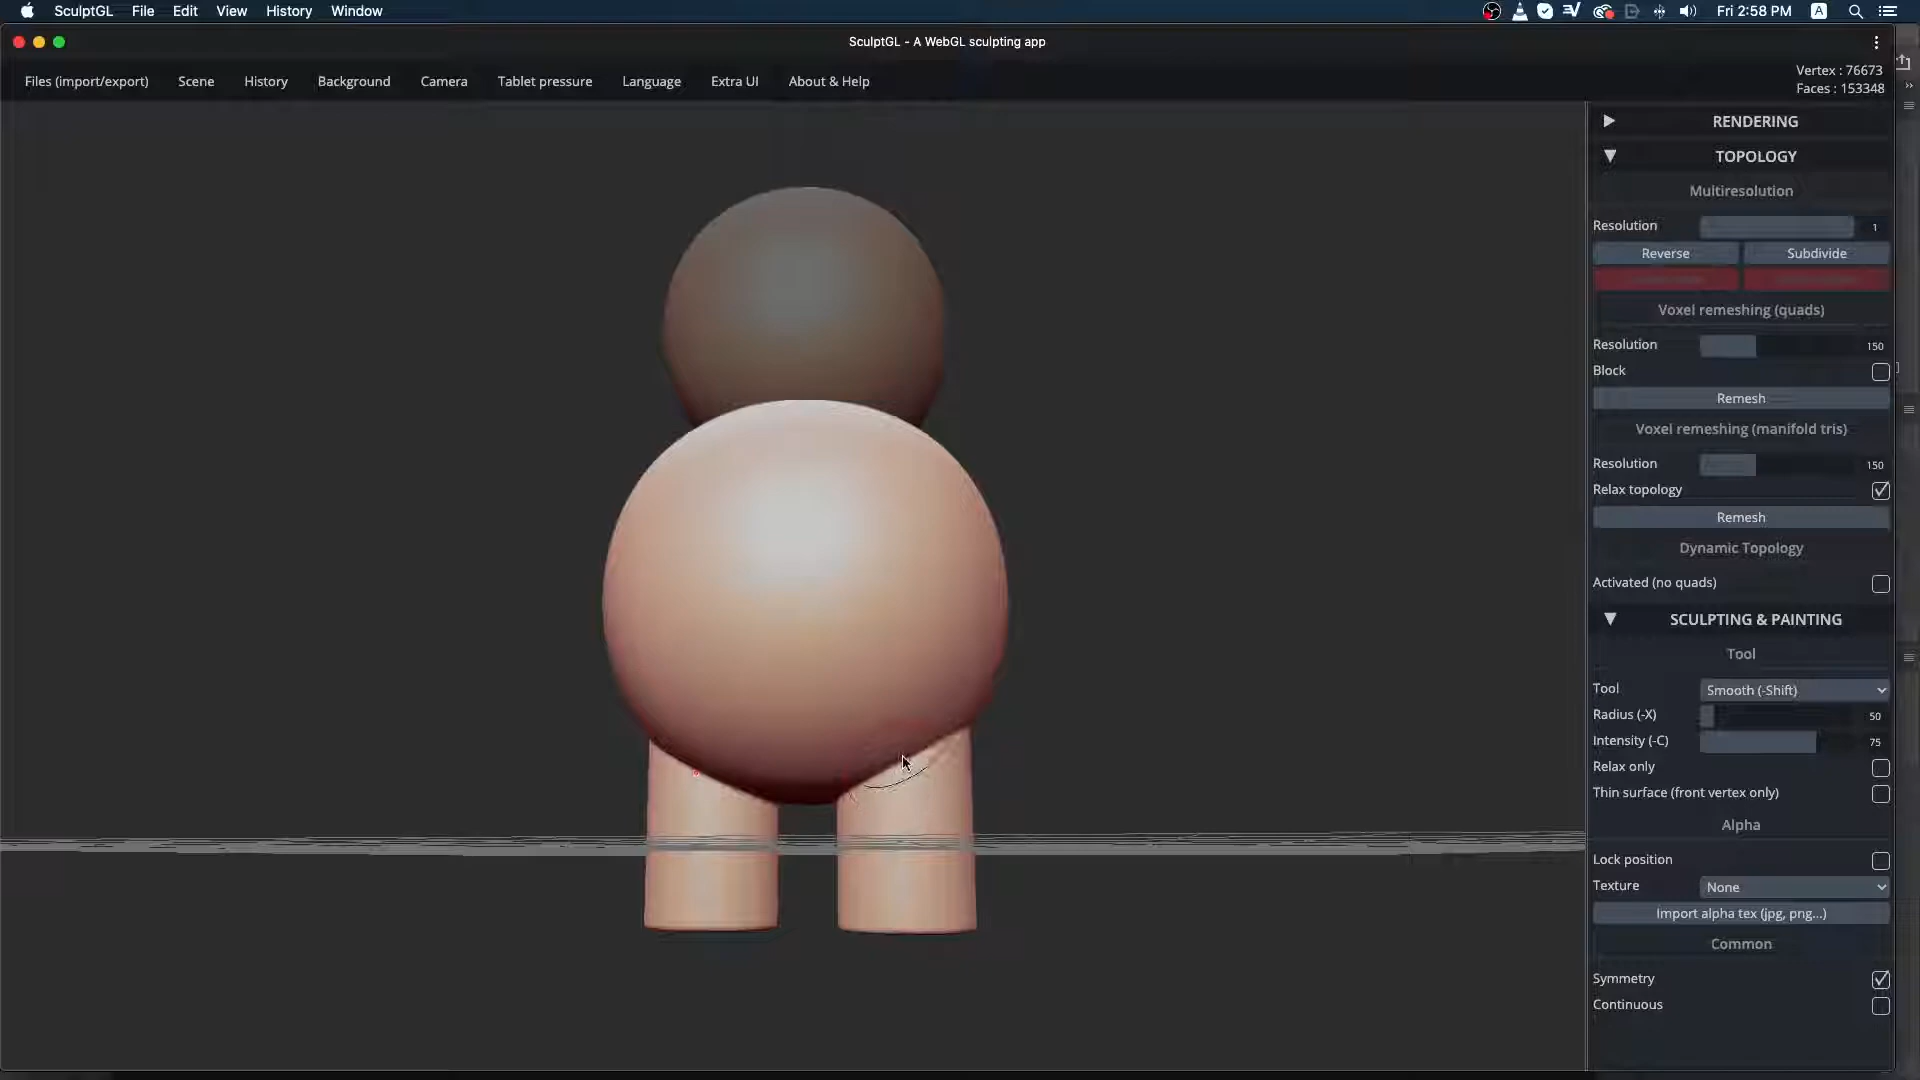 SculptGL File Edit View History Window Fri 2:58 PM A
SculptGL - A WebGL sculpting app
Files (import/export) Scene History Background Camera Tablet pressure Language Extra UI About & Help
Vertex : 76673
Faces : 153348
RENDERING
TOPOLOGY
Multiresolution
Resolution 1
Reverse Subdivide
Voxel remeshing (quads)
Resolution 150
Block
Remesh
Voxel remeshing (manifold tris)
Resolution 150
Relax topology
Remesh
Dynamic Topology
Activated (no quads)
SCULPTING & PAINTING
Tool
Tool Smooth (-Shift)
Radius (-X) 50
Intensity (-C) 75
Relax only
Thin surface (front vertex only)
Alpha
Lock position
Texture None
Import alpha tex (jpg, png...)
Common
Symmetry
Continuous